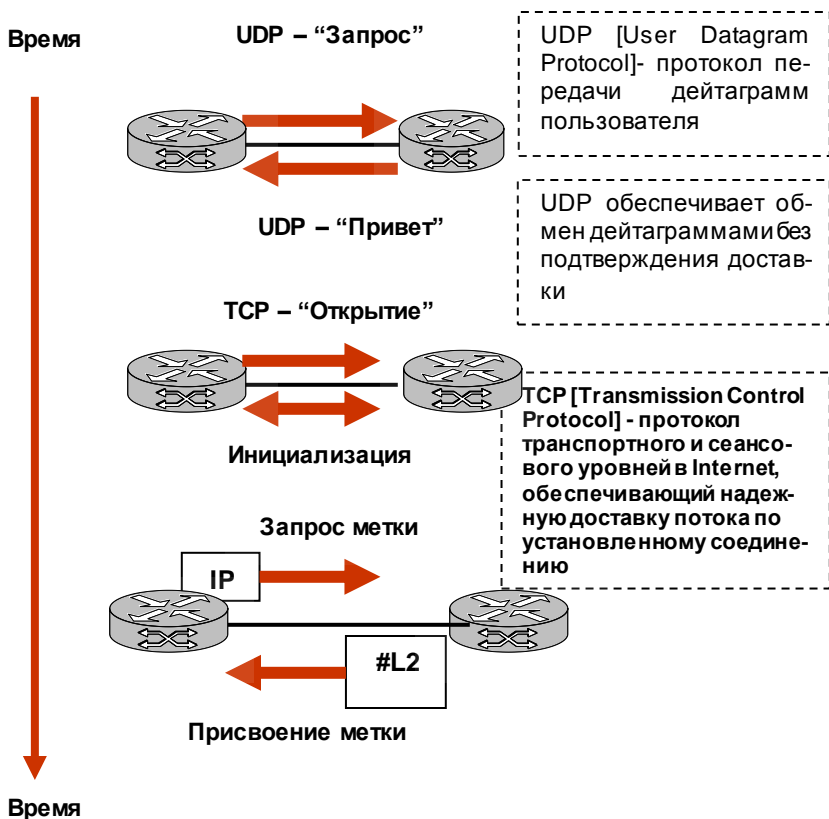 Время
UDP – “Запрос”
UDP [User Datagram
Protocol]- протокол пе-
редачи дейтаграмм
пользователя
UDP – “Привет”
UDP обеспечивает об-
мен дейтаграммами без
подтверждения достав-
ки
TCP – “Открытие”
Инициализация
TCP [Transmission Control
Protocol] - протокол
транспортного и сеансо-
вого уровней в Internet,
обеспечивающий надеж-
ную доставку потока по
установленному соедине-
нию
Запрос метки
IP
#L2
Присвоение метки
Время